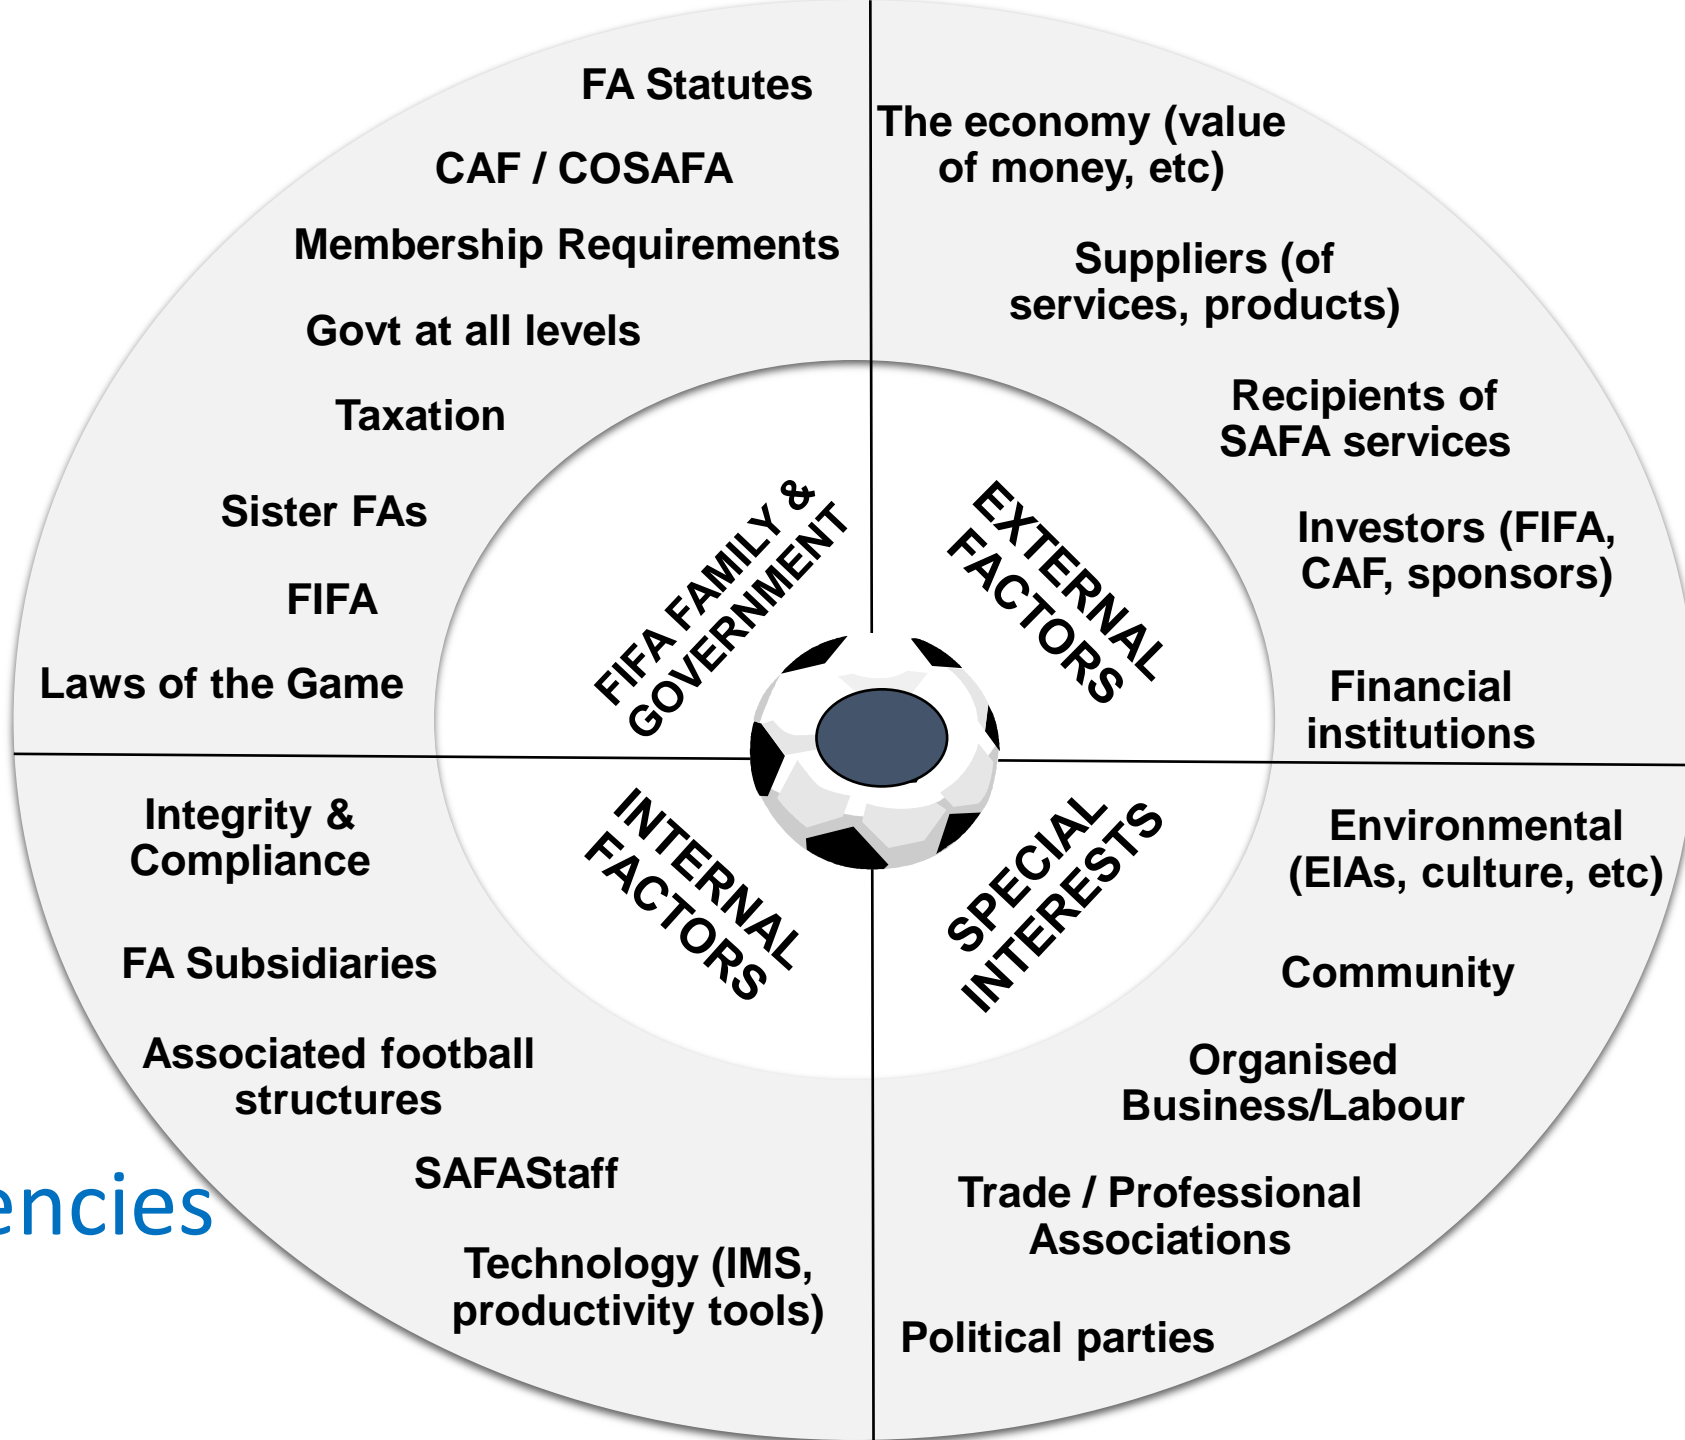 FA Statutes
CAF / COSAFA
Membership Requirements
Govt at all levels
Taxation
Sister FAs
FIFA
Laws of the Game
FIFA FAMILY &
GOVERNMENT
The economy (value
of money, etc)
Suppliers (of
services, products)
Recipients of
SAFA services
Investors (FIFA,
CAF, sponsors)
Financial
institutions
EXTERNAL
FACTORS
Integrity &
Compliance
FA Subsidiaries
Associated football
structures
SAFAStaff
Technology (IMS,
productivity tools)
INTERNAL
FACTORS
Environmental
(EIAs, culture, etc)
Community
Organised
Business/Labour
Trade / Professional
Associations
Political parties
SPECIAL
INTERESTS
encies